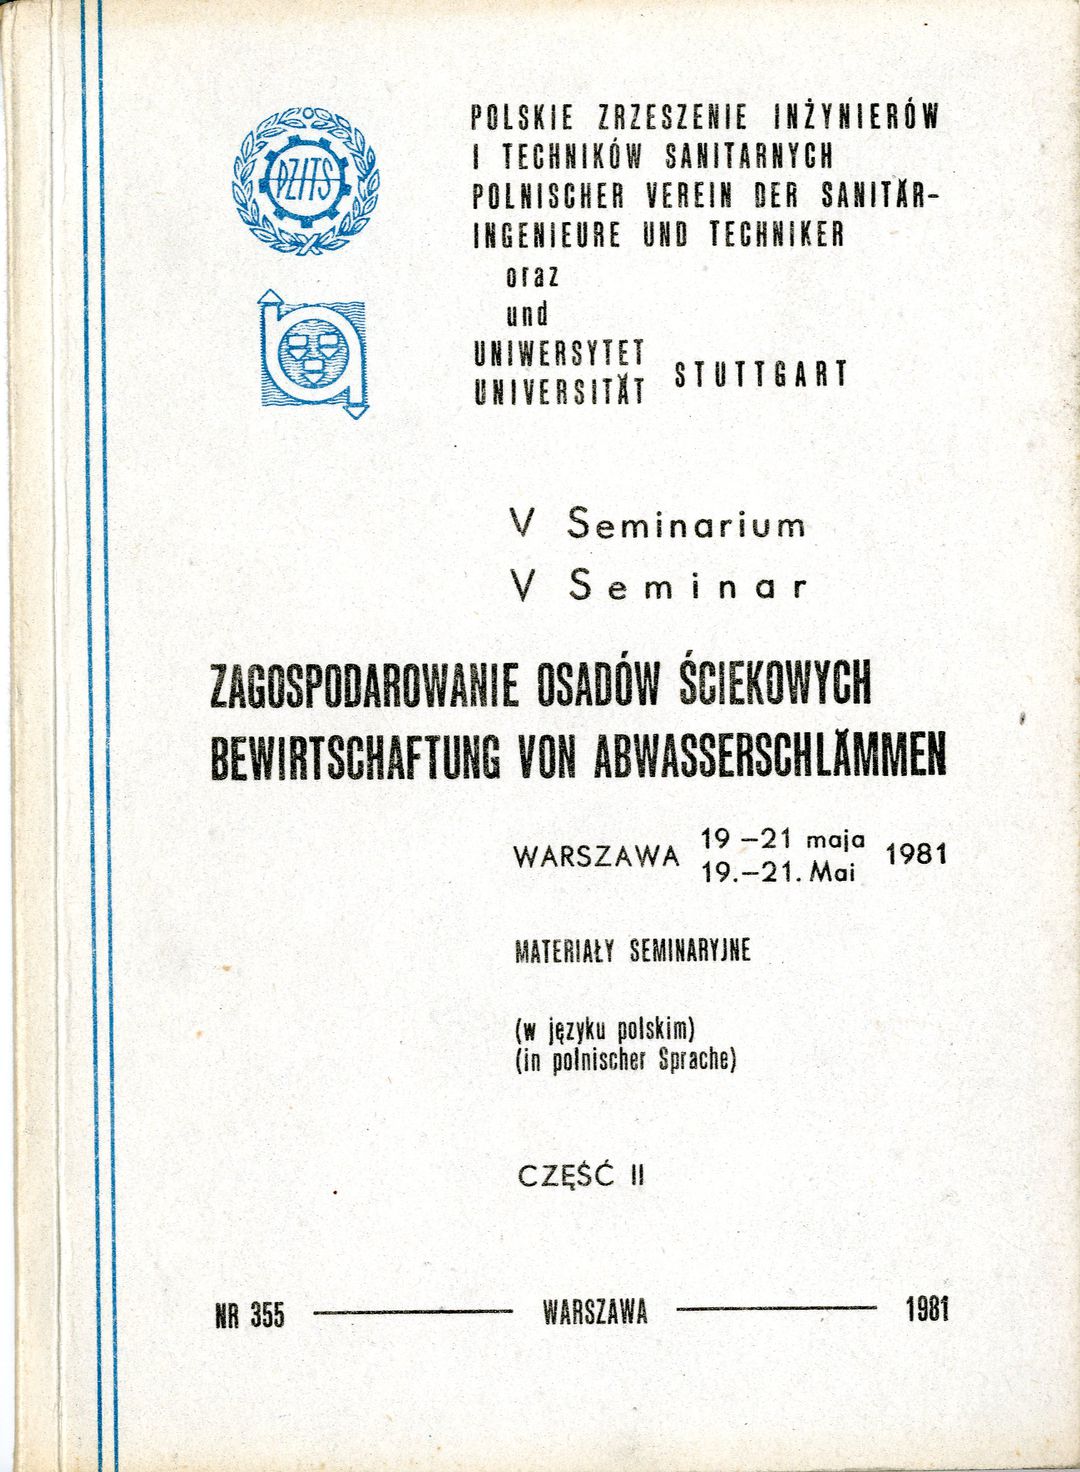 PZITS
POLSKIE ZRZESZENIE INŻYNIERÓW
I TECHNIKÓW SANITARNYCH
POLNISCHER VEREIN DER SANITÄR-
INGENIEURE UND TECHNIKER
oraz
und
UNIWERSYTET
UNIVERSITÄT
STUTTGART
V Seminarium
V Seminar
ZAGOSPODAROWANIE OSADÓW ŚCIEKOWYCH
BEWIRTSCHAFTUNG VON ABWASSERSCHLÄMMEN
WARSZAWA 19–21 maja 1981
19.–21. Mai
MATERIAŁY SEMINARYJNE
(w języku polskim)
(in polnischer Sprache)
CZĘŚĆ II
NR 355 — WARSZAWA — 1981